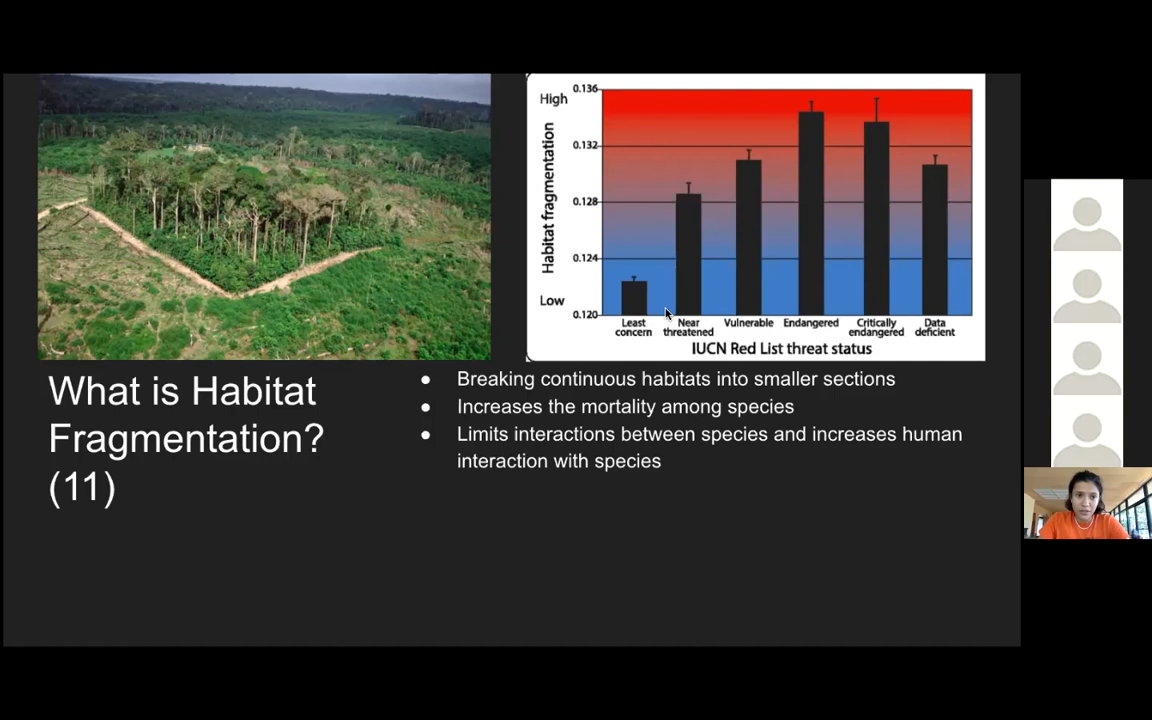 High
0.136
0.132
0.128
0.124
Low
0.120
Habitat fragmentation
Least
concern
Near
threatened
Vulnerable
Endangered
Critically
endangered
Data
deficient
IUCN Red List threat status
What is Habitat
Fragmentation?
(11)
Breaking continuous habitats into smaller sections
Increases the mortality among species
Limits interactions between species and increases human
interaction with species